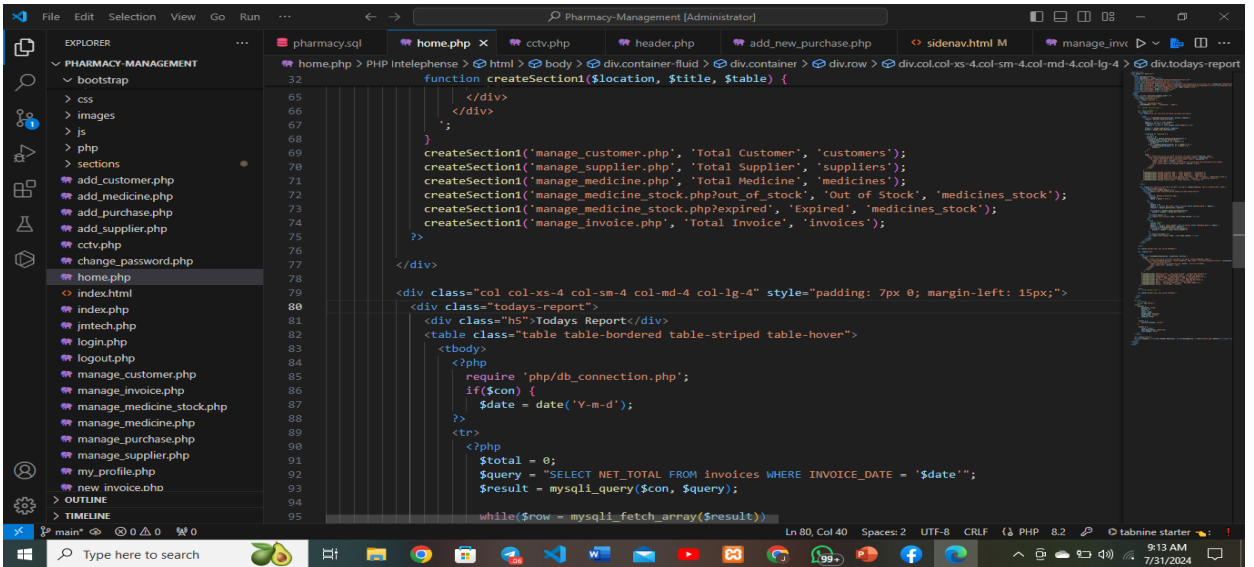 File Edit Selection View Go Run ··· Pharmacy-Management [Administrator]
EXPLORER ···
pharmacy.sql home.php × cctv.php header.php add_new_purchase.php sidenav.html M manage_invc ···
home.php > PHP Intelephense > html > body > div.container-fluid > div.container > div.row > div.col.col-xs-4.col-sm-4.col-md-4.col-lg-4 > div.todays-report
PHARMACY-MANAGEMENT
bootstrap
> css
> images
> js
> php
> sections
add_customer.php
add_medicine.php
add_purchase.php
add_supplier.php
cctv.php
change_password.php
home.php
index.html
index.php
jmtech.php
login.php
logout.php
manage_customer.php
manage_invoice.php
manage_medicine_stock.php
manage_medicine.php
manage_purchase.php
manage_supplier.php
my_profile.php
new_invoice.php
> OUTLINE
> TIMELINE
1
32 function createSection1($location, $title, $table) {
65 </div>
66 </div>
67 ';
68 }
69 createSection1('manage_customer.php', 'Total Customer', 'customers');
70 createSection1('manage_supplier.php', 'Total Supplier', 'suppliers');
71 createSection1('manage_medicine.php', 'Total Medicine', 'medicines');
72 createSection1('manage_medicine_stock.php?out_of_stock', 'Out of Stock', 'medicines_stock');
73 createSection1('manage_medicine_stock.php?expired', 'Expired', 'medicines_stock');
74 createSection1('manage_invoice.php', 'Total Invoice', 'invoices');
75 ?>
76
77 </div>
78
79 <div class="col col-xs-4 col-sm-4 col-md-4 col-lg-4" style="padding: 7px 0; margin-left: 15px;">
80 <div class="todays-report">
81 <div class="h5">Todays Report</div>
82 <table class="table table-bordered table-striped table-hover">
83 <tbody>
84 <?php
85 require 'php/db_connection.php';
86 if($con) {
87 $date = date('Y-m-d');
88 ?>
89 <tr>
90 <?php
91 $total = 0;
92 $query = "SELECT NET_TOTAL FROM invoices WHERE INVOICE_DATE = '$date'";
93 $result = mysqli_query($con, $query);
94
95 while($row = mysqli_fetch_array($result))
main* 0 0 0 Ln 80, Col 40 Spaces: 2 UTF-8 CRLF PHP 8.2 tabnine starter
Type here to search 99+ 9:13 AM
7/31/2024